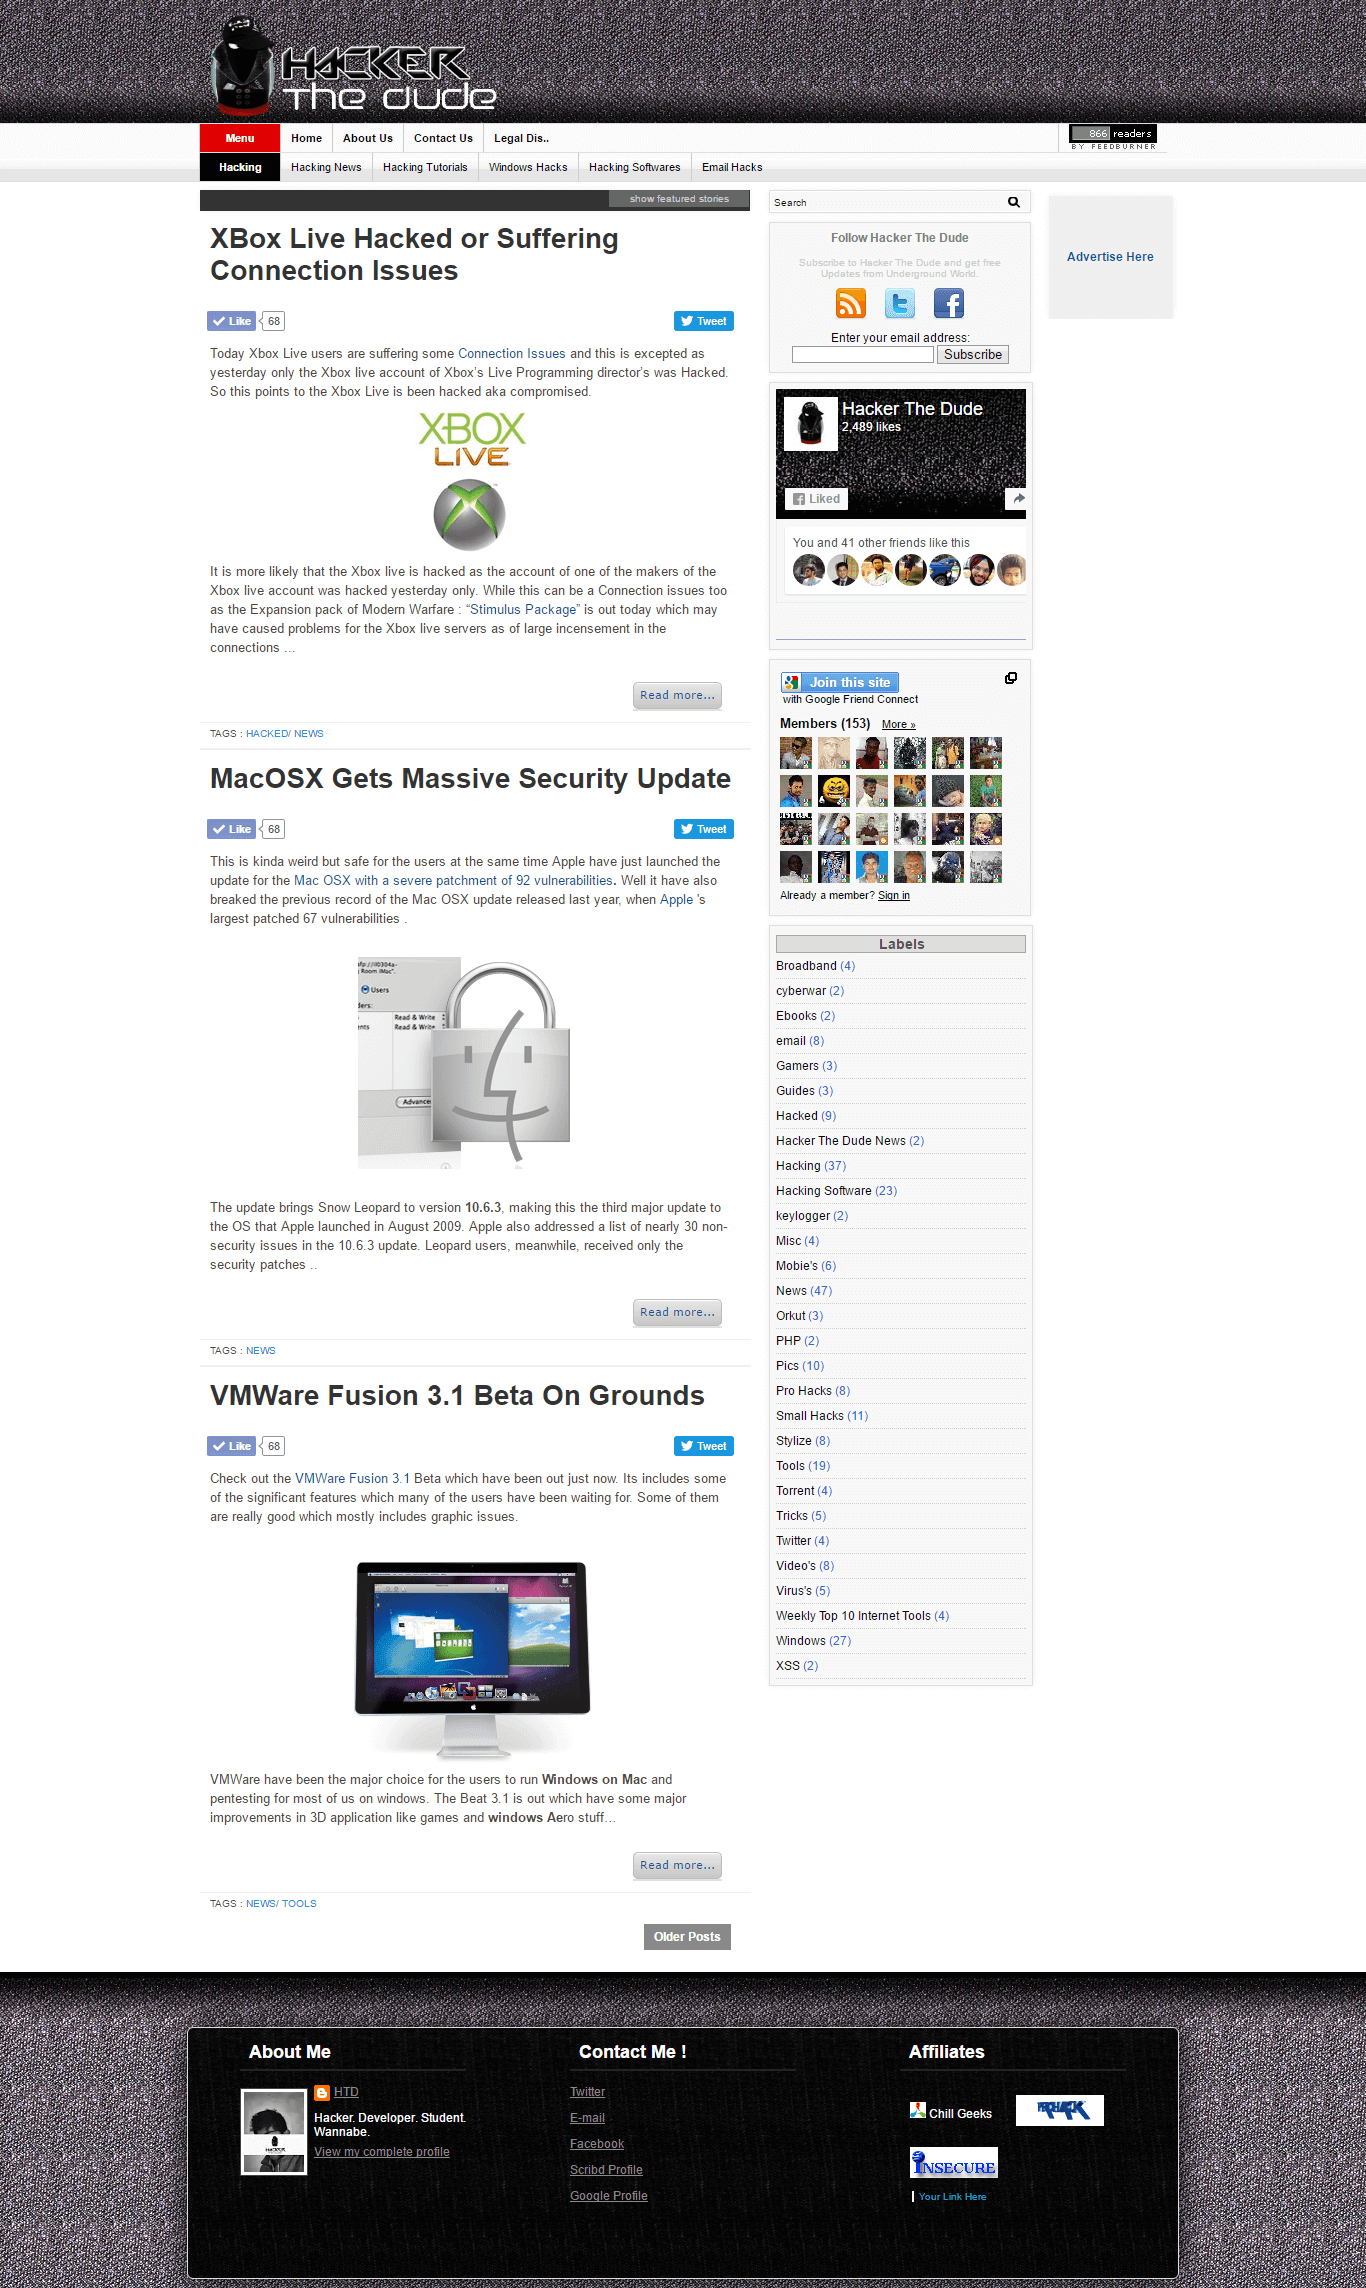 HACKER
The dude
Menu
Home
About Us
Contact Us
Legal Dis..
866 readers
BY FEEDBURNER
Hacking
Hacking News
Hacking Tutorials
Windows Hacks
Hacking Softwares
Email Hacks
show featured stories
XBox Live Hacked or Suffering
Connection Issues
Like 68
Tweet
Today Xbox Live users are suffering some Connection Issues and this is excepted as
yesterday only the Xbox live account of Xbox's Live Programming director's was Hacked.
So this points to the Xbox Live is been hacked aka compromised.
XBOX
LIVE
It is more likely that the Xbox live is hacked as the account of one of the makers of the
Xbox live account was hacked yesterday only. While this can be a Connection issues too
as the Expansion pack of Modern Warfare : “Stimulus Package” is out today which may
have caused problems for the Xbox live servers as of large incensement in the
connections ...
Read more...
TAGS : HACKED/ NEWS
MacOSX Gets Massive Security Update
Like 68
Tweet
This is kinda weird but safe for the users at the same time Apple have just launched the
update for the Mac OSX with a severe patchment of 92 vulnerabilities. Well it have also
breaked the previous record of the Mac OSX update released last year, when Apple 's
largest patched 67 vulnerabilities .
afp://il0304a-
g Room iMac".
Users
ders:
Read & Write
ents
Read & Write
Advance
The update brings Snow Leopard to version 10.6.3, making this the third major update to
the OS that Apple launched in August 2009. Apple also addressed a list of nearly 30 non-
security issues in the 10.6.3 update. Leopard users, meanwhile, received only the
security patches ..
Read more...
TAGS : NEWS
VMWare Fusion 3.1 Beta On Grounds
Like 68
Tweet
Check out the VMWare Fusion 3.1 Beta which have been out just now. Its includes some
of the significant features which many of the users have been waiting for. Some of them
are really good which mostly includes graphic issues.
VMWare have been the major choice for the users to run Windows on Mac and
pentesting for most of us on windows. The Beat 3.1 is out which have some major
improvements in 3D application like games and windows Aero stuff...
Read more...
TAGS : NEWS/ TOOLS
Older Posts
Search
Follow Hacker The Dude
Subscribe to Hacker The Dude and get free
Updates from Underground World.
Enter your email address:
Subscribe
Hacker The Dude
2,489 likes
Liked
You and 41 other friends like this
Join this site
with Google Friend Connect
Members (153) More »
Already a member? Sign in
Labels
Broadband (4)
cyberwar (2)
Ebooks (2)
email (8)
Gamers (3)
Guides (3)
Hacked (9)
Hacker The Dude News (2)
Hacking (37)
Hacking Software (23)
keylogger (2)
Misc (4)
Mobie's (6)
News (47)
Orkut (3)
PHP (2)
Pics (10)
Pro Hacks (8)
Small Hacks (11)
Stylize (8)
Tools (19)
Torrent (4)
Tricks (5)
Twitter (4)
Video's (8)
Virus's (5)
Weekly Top 10 Internet Tools (4)
Windows (27)
XSS (2)
Advertise Here
About Me
HTD
Hacker. Developer. Student.
Wannabe.
View my complete profile
Contact Me !
Twitter
E-mail
Facebook
Scribd Profile
Google Profile
Affiliates
Chill Geeks
PROHACK
INSECURE
Your Link Here